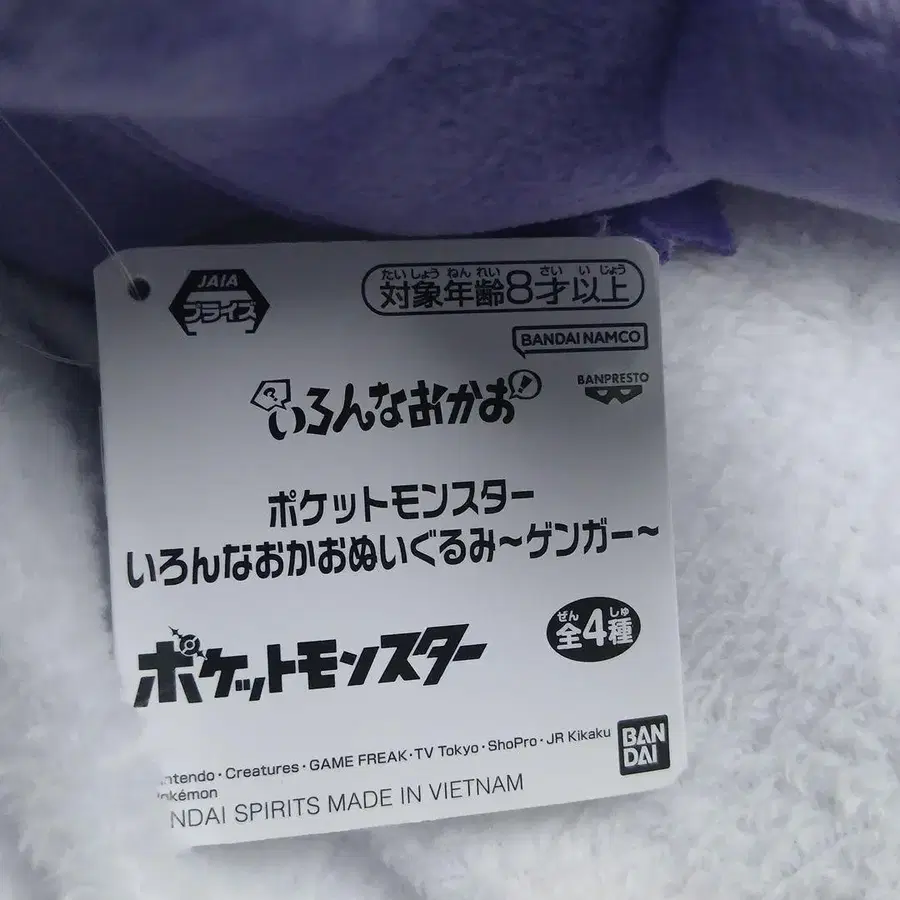 JAIA
プライズ
たいしょうねんれい さい いじょう
対象年齢8才以上
BANDAI NAMCO
BANPRESTO
?
!
いろんなおかお
ポケットモンスター
いろんなおかおぬいぐるみ～ゲンガー～
ぜん しゅ
全4種
ポケットモンスター
· Creatures · GAME FREAK · TV Tokyo · ShoPro · JR Kikaku
SPIRITS MADE IN VIETNAM
BAN
DAI